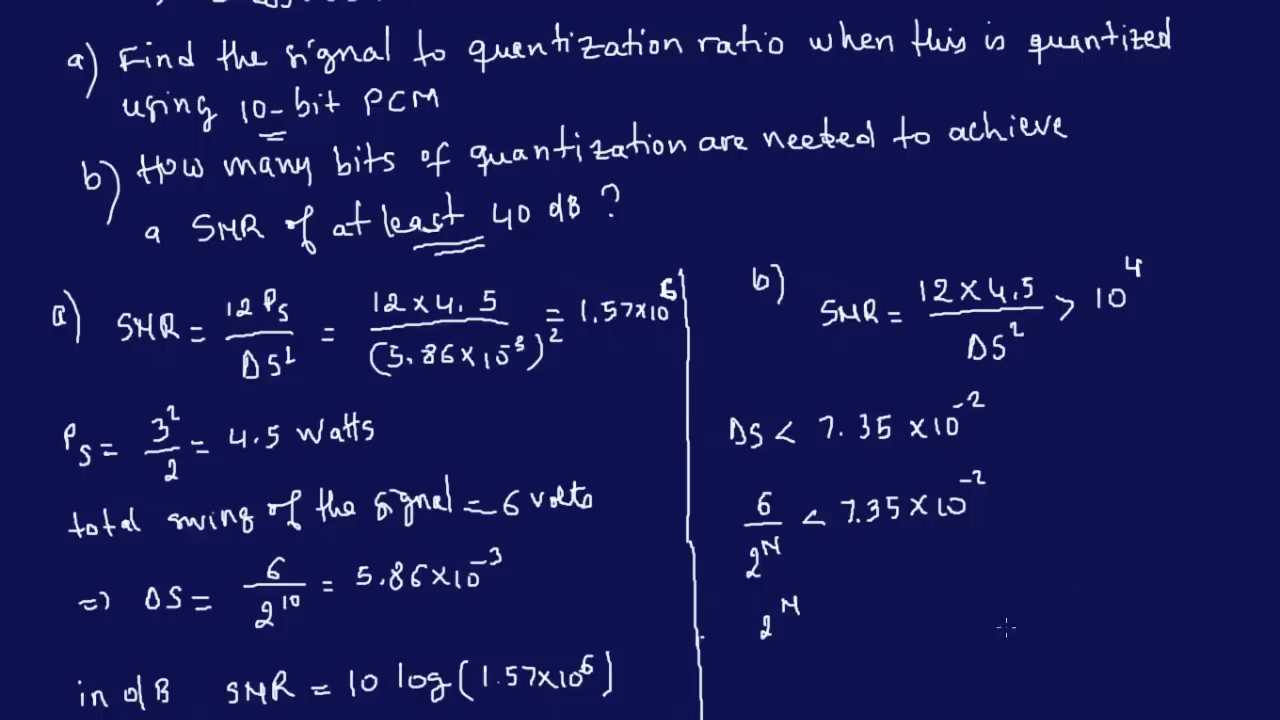 a) Find the signal to quantization ratio when this is quantized
using 10-bit PCM
b) How many bits of quantization are needed to achieve
a SNR of at least 40 dB ?
a) SNR = 12 Ps / ΔS² = 12 × 4.5 / (5.86 × 10⁻³)² = 1.57 × 10⁶
Ps = 3² / 2 = 4.5 Watts
total swing of the signal = 6 volts
=> ΔS = 6 / 2¹⁰ = 5.86 × 10⁻³
in dB SNR = 10 log (1.57 × 10⁶)
b) SNR = 12 × 4.5 / ΔS² > 10⁴
ΔS < 7.35 × 10⁻²
6 / 2ᴺ < 7.35 × 10⁻²
2ᴺ